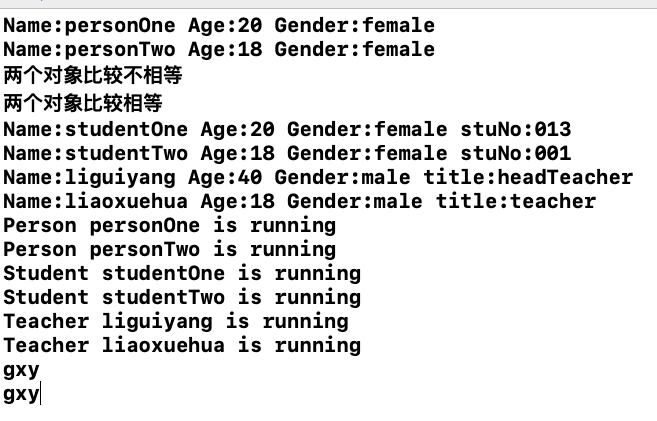 Name:personOne Age:20 Gender:female
Name:personTwo Age:18 Gender:female
两个对象比较不相等
两个对象比较相等
Name:studentOne Age:20 Gender:female stuNo:013
Name:studentTwo Age:18 Gender:female stuNo:001
Name:liguiyang Age:40 Gender:male title:headTeacher
Name:liaoxuehua Age:18 Gender:male title:teacher
Person personOne is running
Person personTwo is running
Student studentOne is running
Student studentTwo is running
Teacher liguiyang is running
Teacher liaoxuehua is running
gxy
gxy